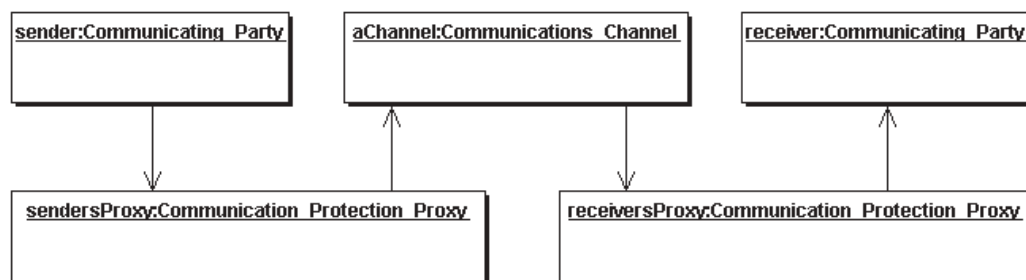 sender:Communicating_Party
aChannel:Communications_Channel
receiver:Communicating_Party
sendersProxy:Communication_Protection_Proxy
receiversProxy:Communication_Protection_Proxy